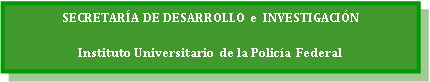 SECRETARÍA DE DESARROLLO e INVESTIGACIÓN
Instituto Universitario de la Policía Federal